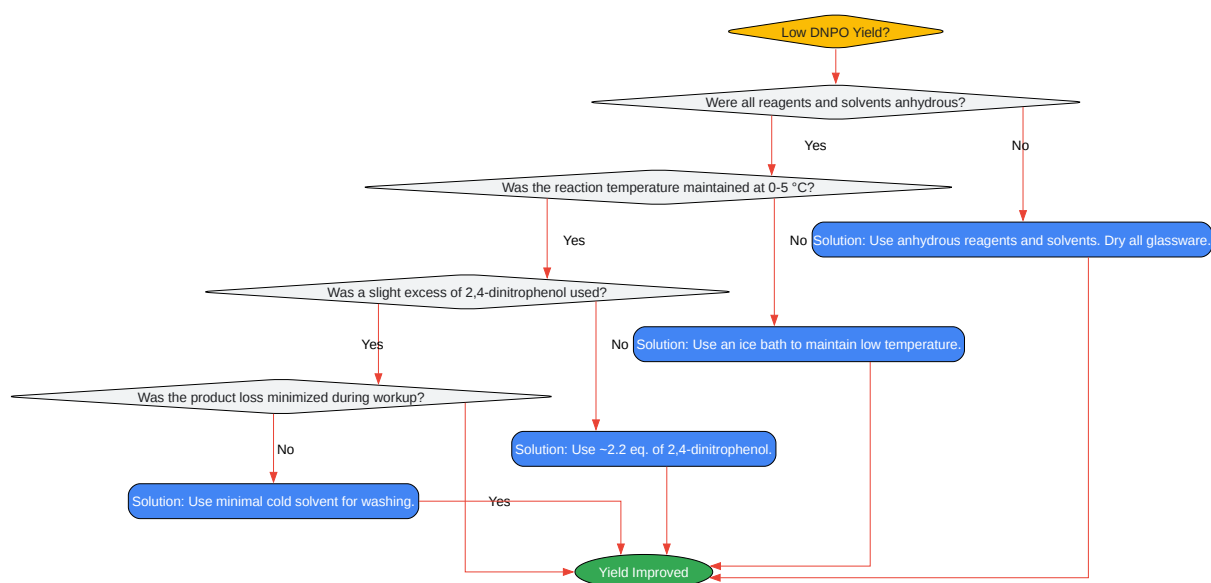 Low DNPO Yield?
Were all reagents and solvents anhydrous?
Yes
No
Was the reaction temperature maintained at 0-5 °C?
Yes
No
Solution: Use anhydrous reagents and solvents. Dry all glassware.
Was a slight excess of 2,4-dinitrophenol used?
Yes
No
Solution: Use an ice bath to maintain low temperature.
Was the product loss minimized during workup?
No
Solution: Use ~2.2 eq. of 2,4-dinitrophenol.
Solution: Use minimal cold solvent for washing.
Yes
Yield Improved